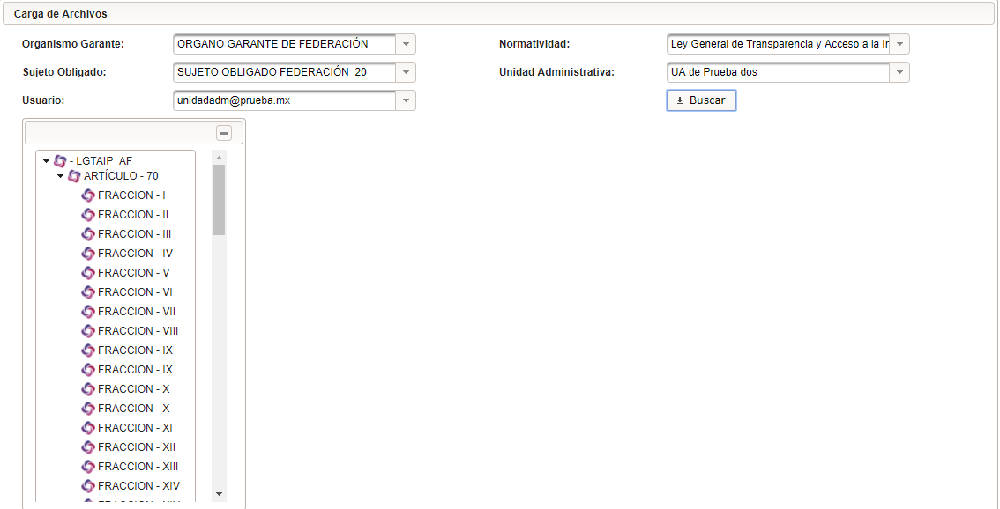 Carga de Archivos
Organismo Garante: ORGANO GARANTE DE FEDERACIÓN Normatividad: Ley General de Transparencia y Acceso a la Ir
Sujeto Obligado: SUJETO OBLIGADO FEDERACIÓN_20 Unidad Administrativa: UA de Prueba dos
Usuario: unidadadm@prueba.mx Buscar
- LGTAIP_AF
ARTÍCULO - 70
FRACCION - I
FRACCION - II
FRACCION - III
FRACCION - IV
FRACCION - V
FRACCION - VI
FRACCION - VII
FRACCION - VIII
FRACCION - IX
FRACCION - IX
FRACCION - X
FRACCION - X
FRACCION - XI
FRACCION - XII
FRACCION - XIII
FRACCION - XIV